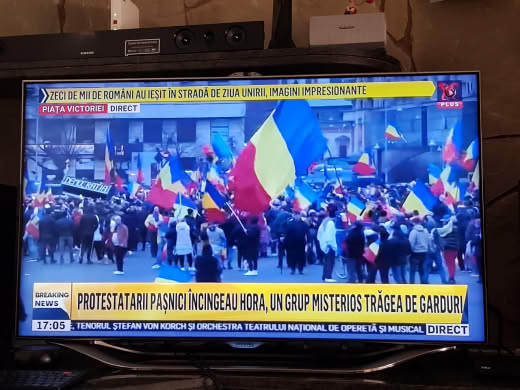 SAMSUNG
ZECI DE MII DE ROMÂNI AU IEȘIT ÎN STRADĂ DE ZIUA UNIRII, IMAGINI IMPRESIONANTE
PIAȚA VICTORIEI DIRECT
PLUS
BREAKING NEWS
PROTESTATARII PAȘNICI ÎNCINGEAU HORA, UN GRUP MISTERIOS TRĂGEA DE GARDURI
17:05
E, TENORUL ȘTEFAN VON KORCH ȘI ORCHESTRA TEATRULUI NAȚIONAL DE OPERETĂ ȘI MUSICAL
DIRECT